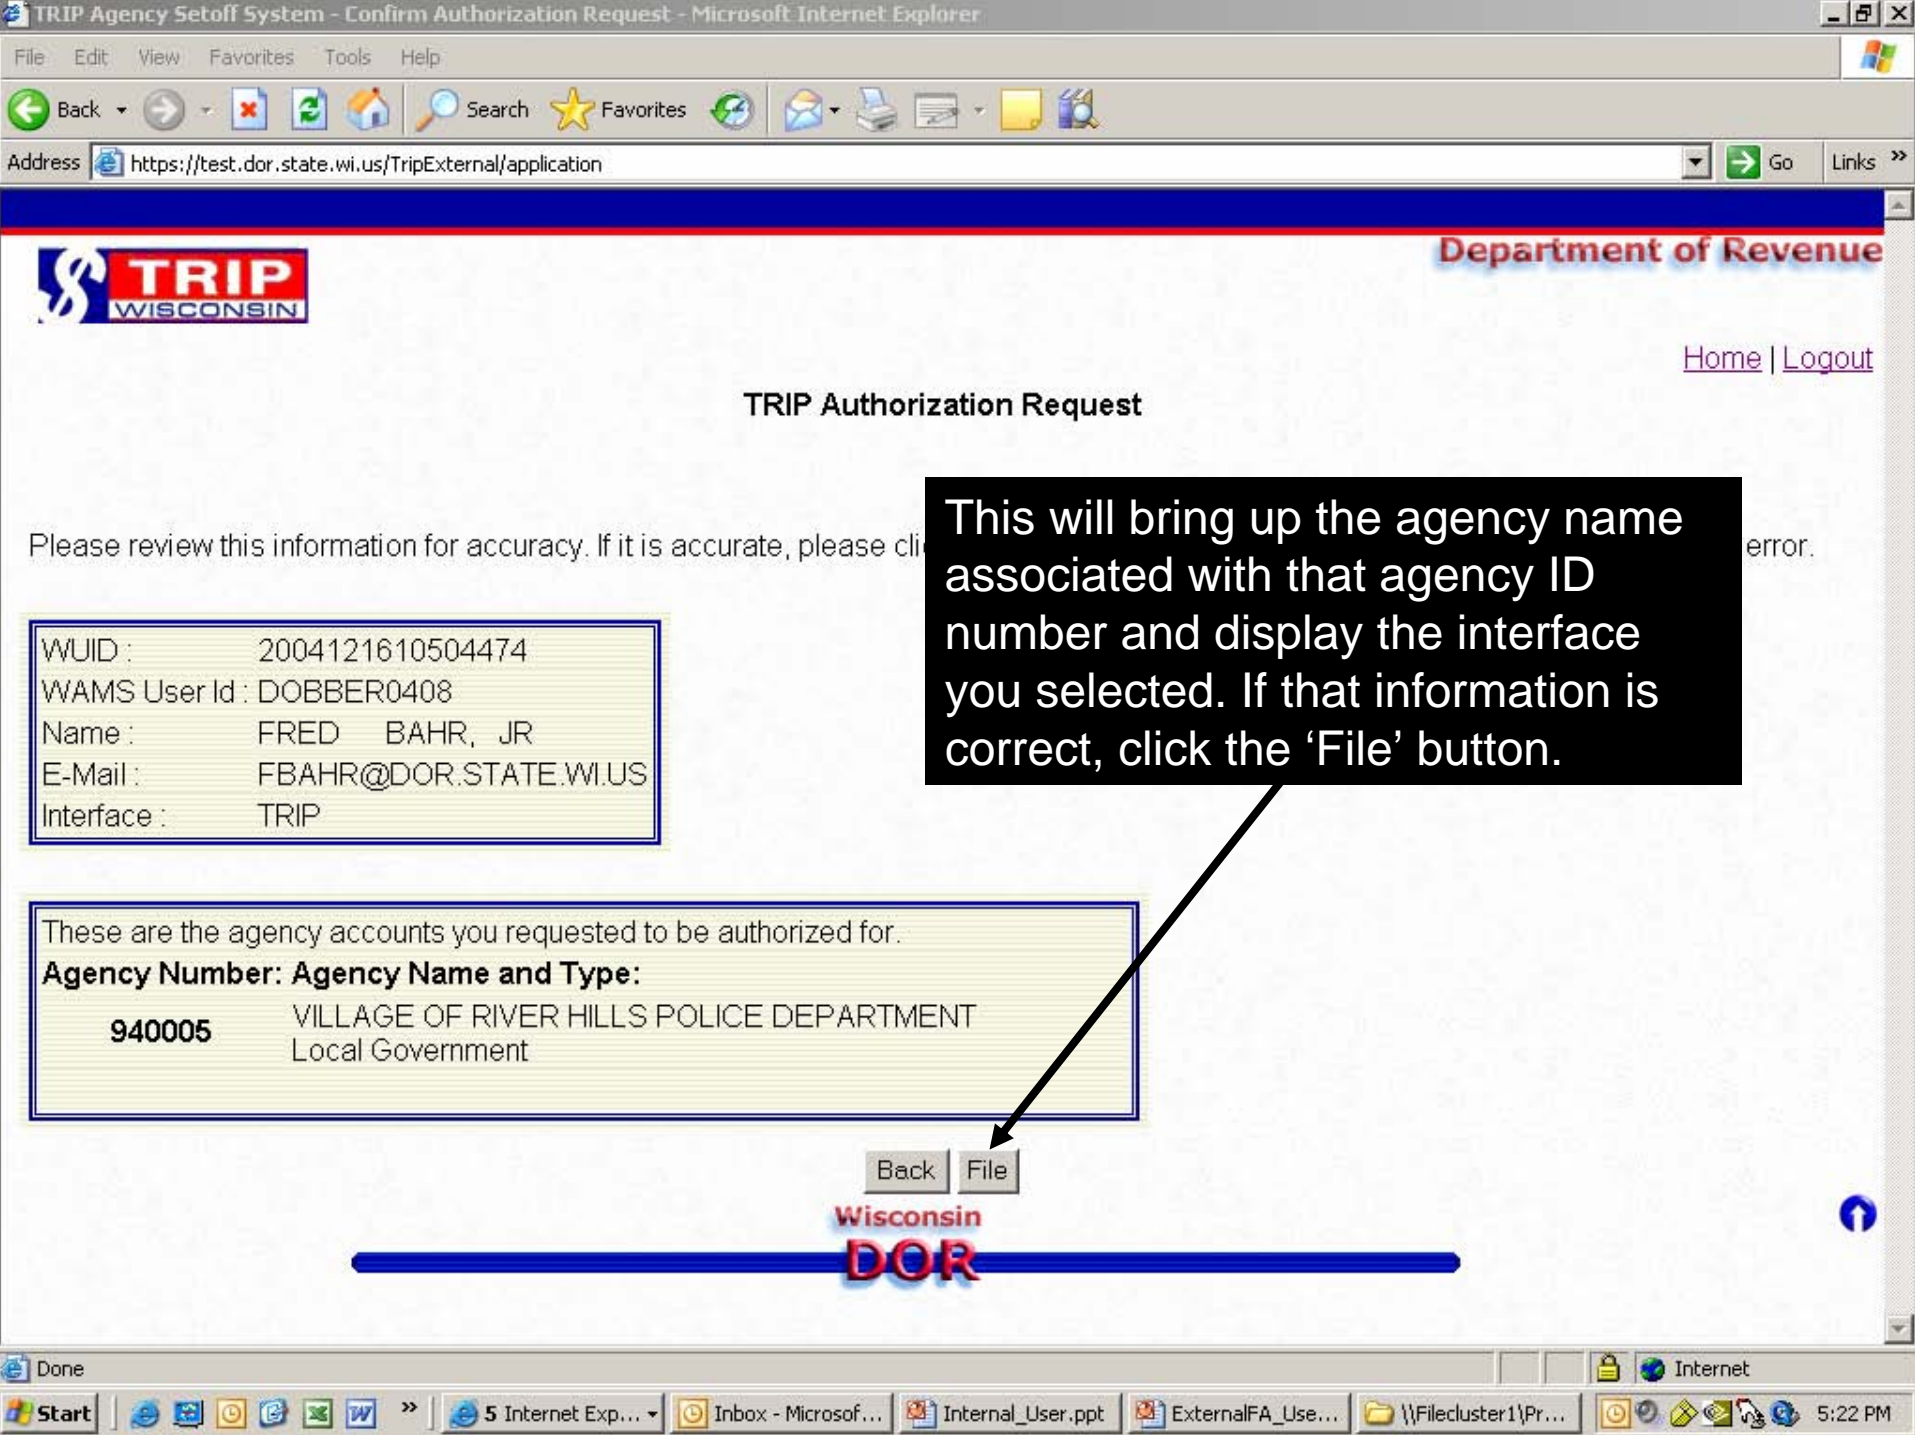 TRIP Agency Setoff System - Confirm Authorization Request - Microsoft Internet Explorer
File Edit View Favorites Tools Help
Back Search Favorites
Address https://test.dor.state.wi.us/TripExternal/application Go Links »
Department of Revenue
TRIP
WISCONSIN
Home | Logout
TRIP Authorization Request
Please review this information for accuracy. If it is accurate, please cli error.
This will bring up the agency name
associated with that agency ID
number and display the interface
you selected. If that information is
correct, click the ‘File’ button.
WUID : 2004121610504474
WAMS User Id : DOBBER0408
Name : FRED BAHR, JR
E-Mail : FBAHR@DOR.STATE.WI.US
Interface : TRIP
These are the agency accounts you requested to be authorized for.
Agency Number: Agency Name and Type:
940005 VILLAGE OF RIVER HILLS POLICE DEPARTMENT
Local Government
Back File
Wisconsin
DOR
Done Internet
Start » 5 Internet Exp... Inbox - Microsof... Internal_User.ppt ExternalFA_Use... \\Filecluster1\Pr... 5:22 PM